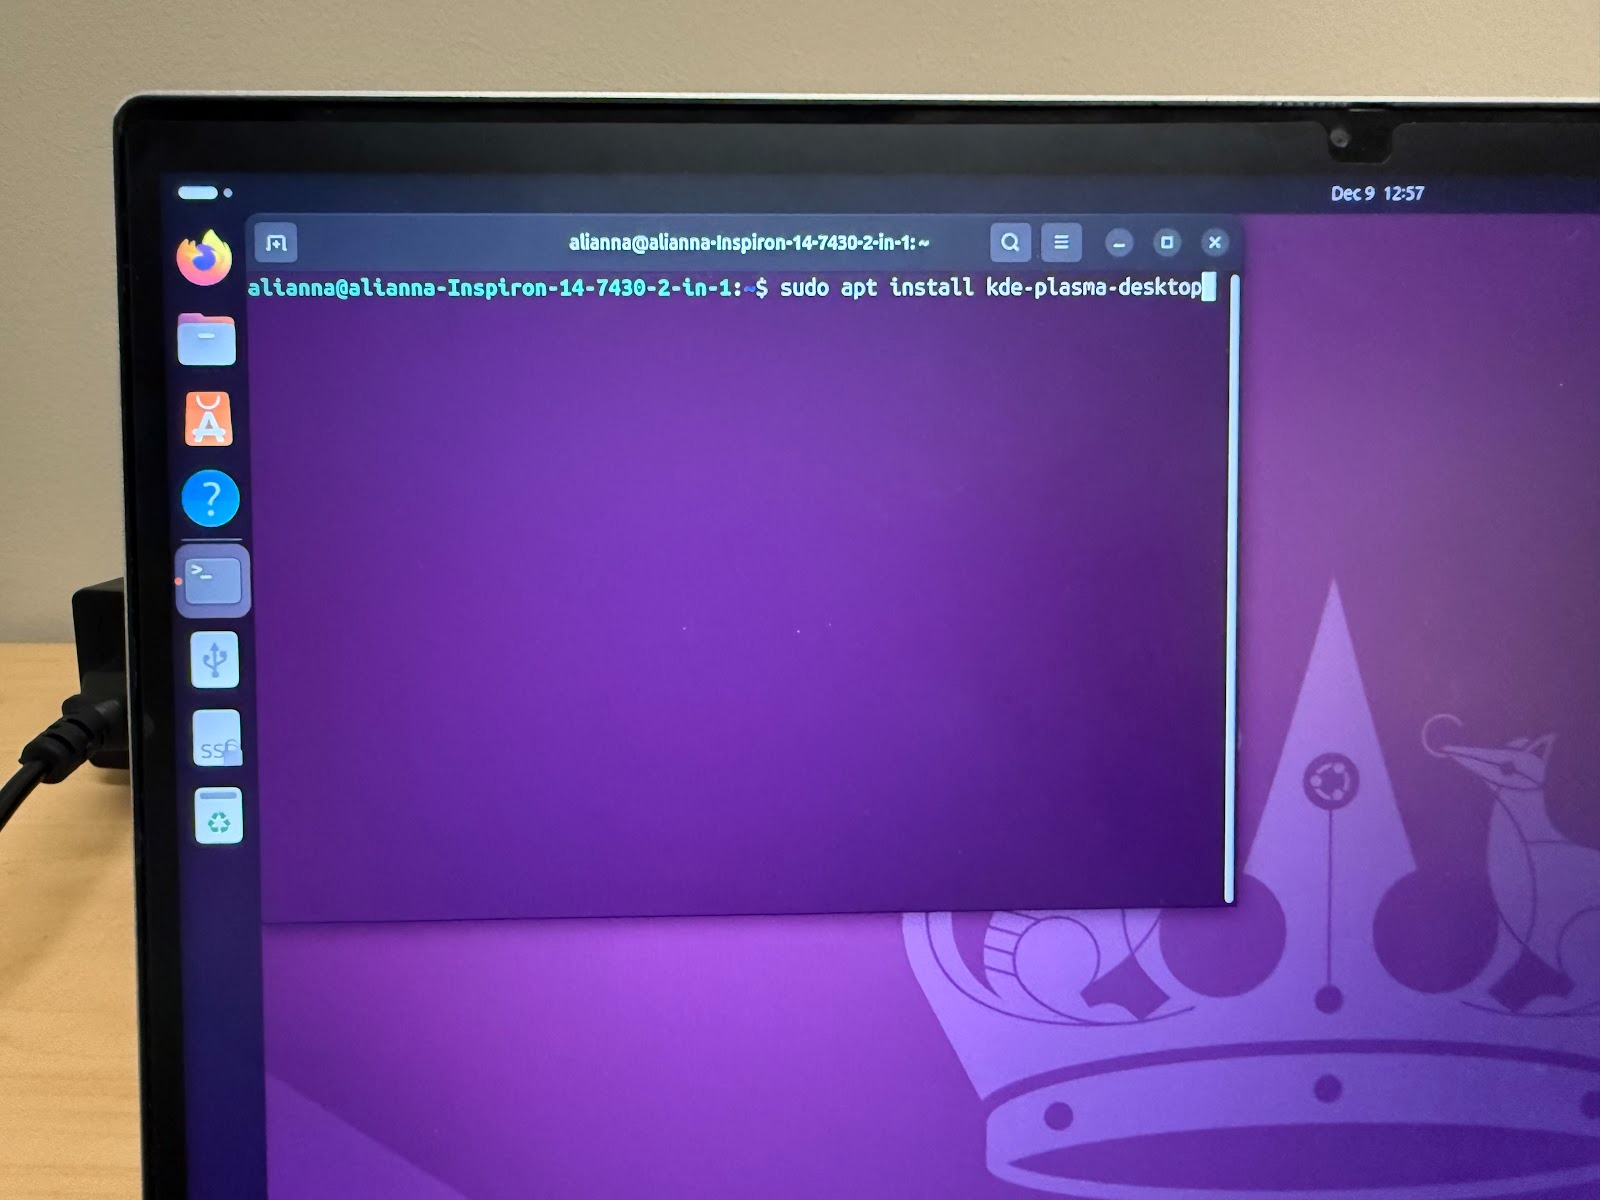 Dec 9 12:57
alianna@alianna-Inspiron-14-7430-2-in-1: ~
alianna@alianna-Inspiron-14-7430-2-in-1:~$ sudo apt install kde-plasma-desktop
A
?
>_